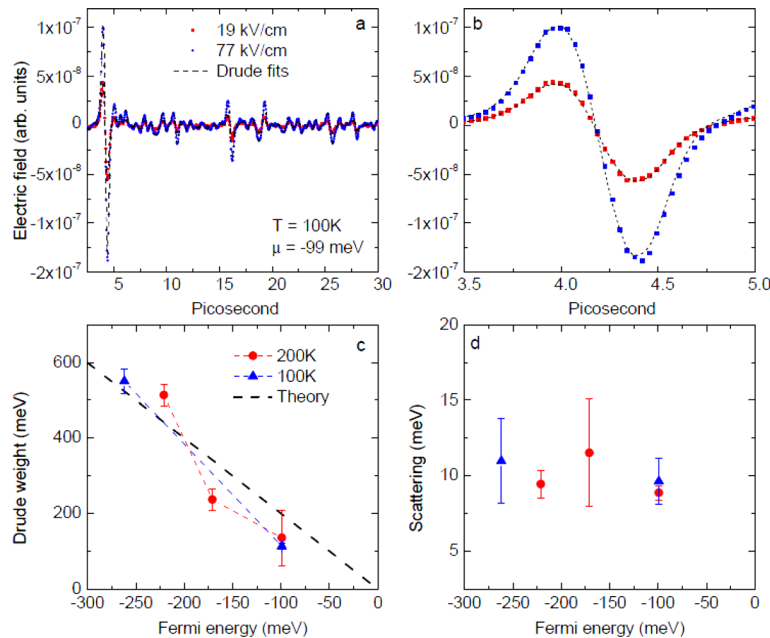 a
19 kV/cm
77 kV/cm
Drude fits
T = 100K
μ = -99 meV
1x10⁻⁷
5x10⁻⁸
0
-5x10⁻⁸
-1x10⁻⁷
-2x10⁻⁷
Electric field (arb. units)
5 10 15 20 25 30
Picosecond
b
1x10⁻⁷
5x10⁻⁸
0
-5x10⁻⁸
-1x10⁻⁷
-2x10⁻⁷
3.5 4.0 4.5 5.0
Picosecond
c
200K
100K
Theory
600
400
200
0
Drude weight (meV)
-300 -250 -200 -150 -100 -50 0
Fermi energy (meV)
d
20
15
10
5
Scattering (meV)
-300 -250 -200 -150 -100 -50 0
Fermi energy (meV)